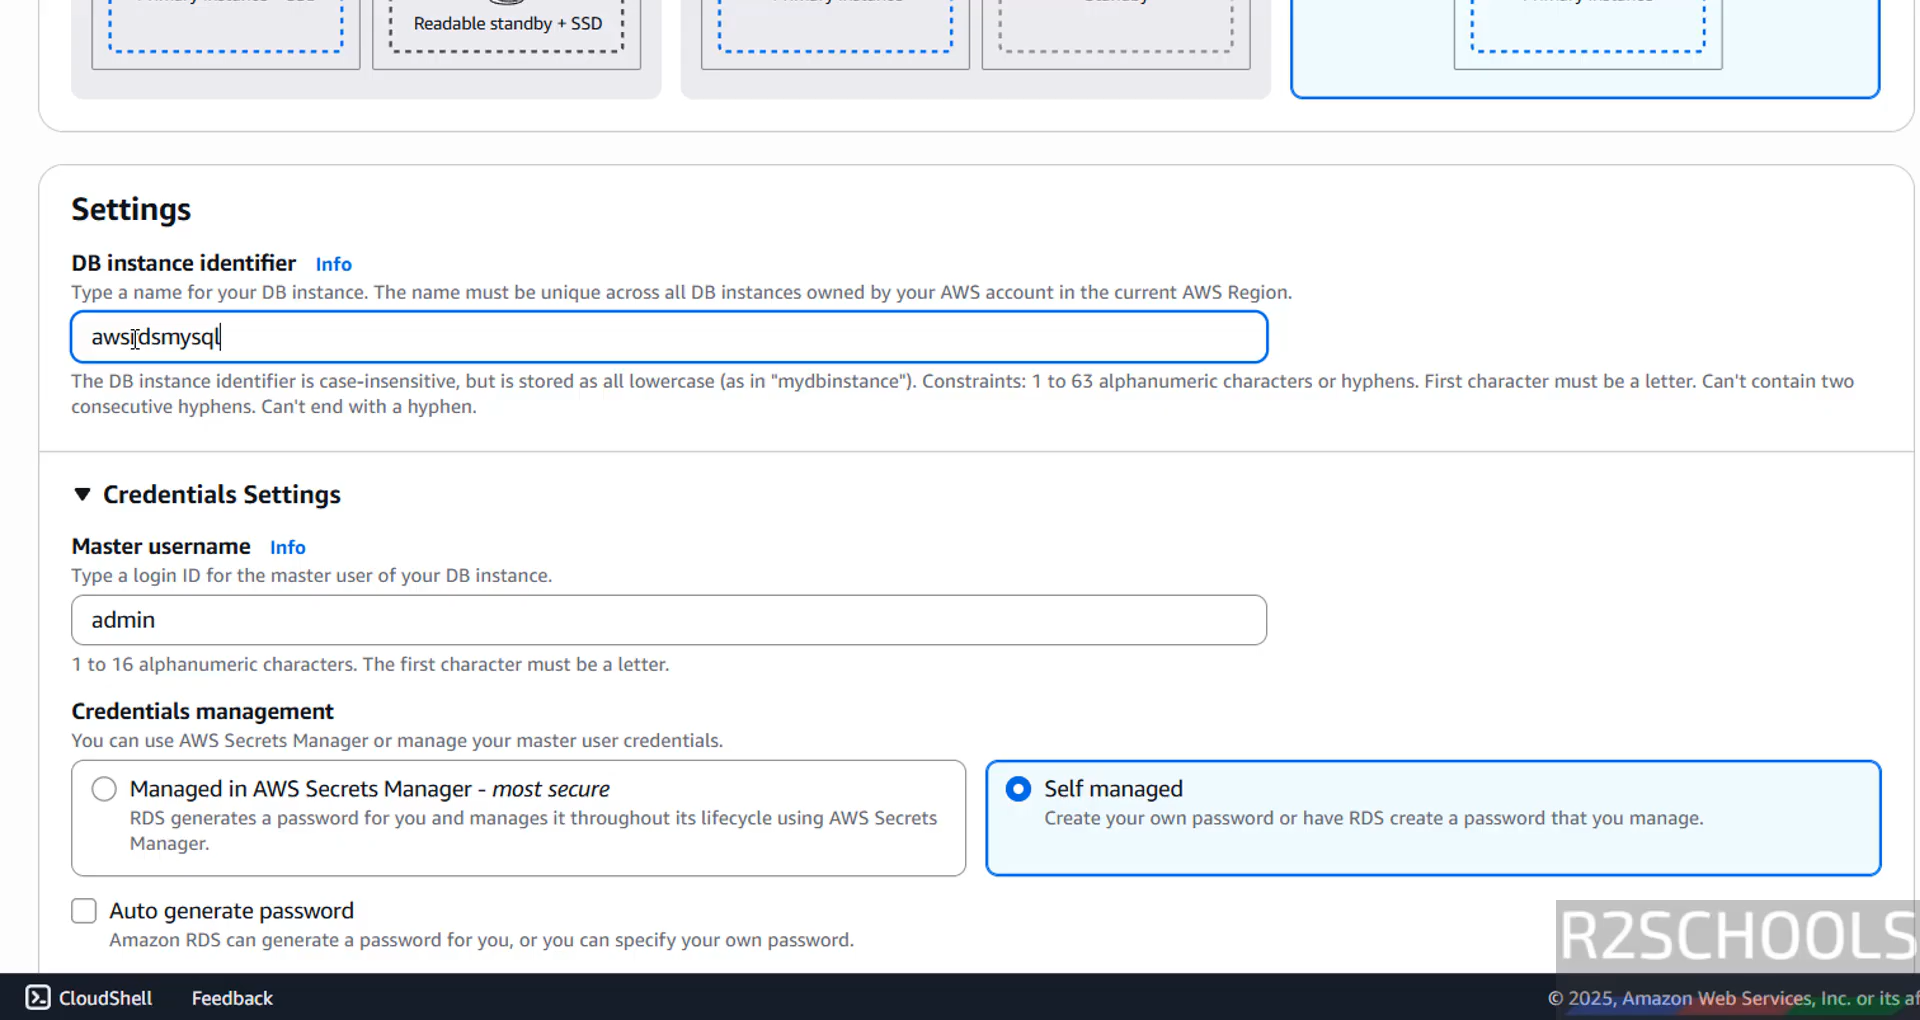 Readable standby + SSD
Settings
DB instance identifier Info
Type a name for your DB instance. The name must be unique across all DB instances owned by your AWS account in the current AWS Region.
awsrdsmysql
The DB instance identifier is case-insensitive, but is stored as all lowercase (as in "mydbinstance"). Constraints: 1 to 63 alphanumeric characters or hyphens. First character must be a letter. Can't contain two
consecutive hyphens. Can't end with a hyphen.
Credentials Settings
Master username Info
Type a login ID for the master user of your DB instance.
admin
1 to 16 alphanumeric characters. The first character must be a letter.
Credentials management
You can use AWS Secrets Manager or manage your master user credentials.
Managed in AWS Secrets Manager - most secure
RDS generates a password for you and manages it throughout its lifecycle using AWS Secrets
Manager.
Self managed
Create your own password or have RDS create a password that you manage.
Auto generate password
Amazon RDS can generate a password for you, or you can specify your own password.
R2SCHOOLS
CloudShell Feedback
© 2025, Amazon Web Services, Inc. or its af